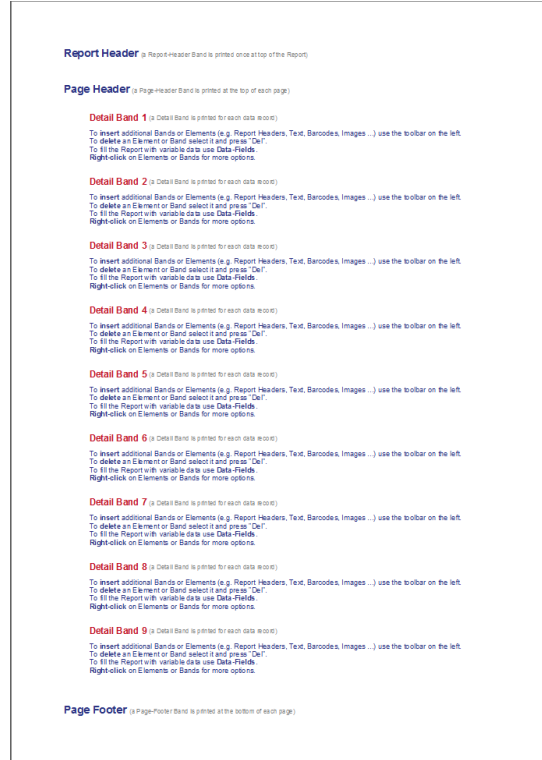 Report Header (a Report-Header Band is printed once at top of the Report)
Page Header (a Page-Header Band is printed at the top of each page)
Detail Band 1 (a Detail Band is printed for each data record)
To insert additional Bands or Elements (e.g. Report Headers, Text, Barcodes, Images ...) use the toolbar on the left.
To delete an Element or Band select it and press "Del".
To fill the Report with variable data use Data-Fields.
Right-click on Elements or Bands for more options.
Detail Band 2 (a Detail Band is printed for each data record)
To insert additional Bands or Elements (e.g. Report Headers, Text, Barcodes, Images ...) use the toolbar on the left.
To delete an Element or Band select it and press "Del".
To fill the Report with variable data use Data-Fields.
Right-click on Elements or Bands for more options.
Detail Band 3 (a Detail Band is printed for each data record)
To insert additional Bands or Elements (e.g. Report Headers, Text, Barcodes, Images ...) use the toolbar on the left.
To delete an Element or Band select it and press "Del".
To fill the Report with variable data use Data-Fields.
Right-click on Elements or Bands for more options.
Detail Band 4 (a Detail Band is printed for each data record)
To insert additional Bands or Elements (e.g. Report Headers, Text, Barcodes, Images ...) use the toolbar on the left.
To delete an Element or Band select it and press "Del".
To fill the Report with variable data use Data-Fields.
Right-click on Elements or Bands for more options.
Detail Band 5 (a Detail Band is printed for each data record)
To insert additional Bands or Elements (e.g. Report Headers, Text, Barcodes, Images ...) use the toolbar on the left.
To delete an Element or Band select it and press "Del".
To fill the Report with variable data use Data-Fields.
Right-click on Elements or Bands for more options.
Detail Band 6 (a Detail Band is printed for each data record)
To insert additional Bands or Elements (e.g. Report Headers, Text, Barcodes, Images ...) use the toolbar on the left.
To delete an Element or Band select it and press "Del".
To fill the Report with variable data use Data-Fields.
Right-click on Elements or Bands for more options.
Detail Band 7 (a Detail Band is printed for each data record)
To insert additional Bands or Elements (e.g. Report Headers, Text, Barcodes, Images ...) use the toolbar on the left.
To delete an Element or Band select it and press "Del".
To fill the Report with variable data use Data-Fields.
Right-click on Elements or Bands for more options.
Detail Band 8 (a Detail Band is printed for each data record)
To insert additional Bands or Elements (e.g. Report Headers, Text, Barcodes, Images ...) use the toolbar on the left.
To delete an Element or Band select it and press "Del".
To fill the Report with variable data use Data-Fields.
Right-click on Elements or Bands for more options.
Detail Band 9 (a Detail Band is printed for each data record)
To insert additional Bands or Elements (e.g. Report Headers, Text, Barcodes, Images ...) use the toolbar on the left.
To delete an Element or Band select it and press "Del".
To fill the Report with variable data use Data-Fields.
Right-click on Elements or Bands for more options.
Page Footer (a Page-Footer Band is printed at the bottom of each page)